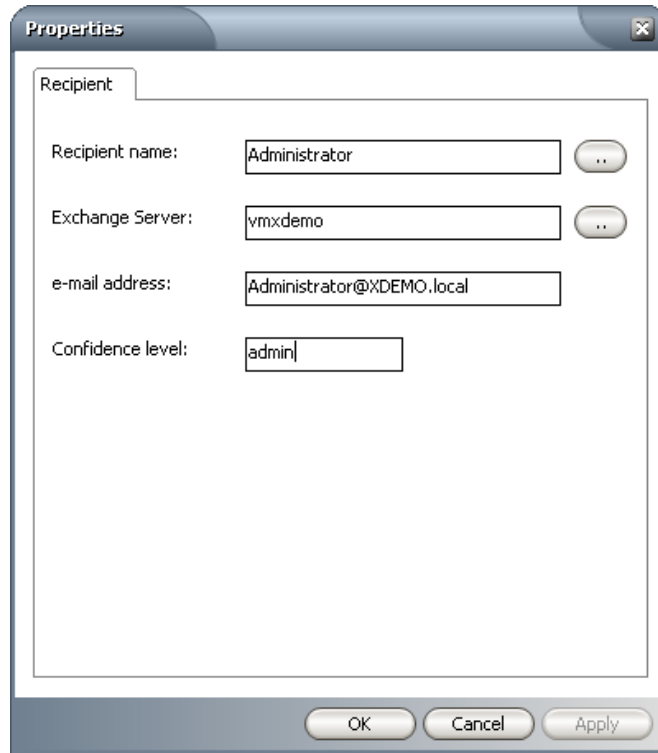 Properties
Recipient
Recipient name: Administrator ..
Exchange Server: vmxdemo ..
e-mail address: Administrator@XDEMO.local
Confidence level: admin
OK Cancel Apply